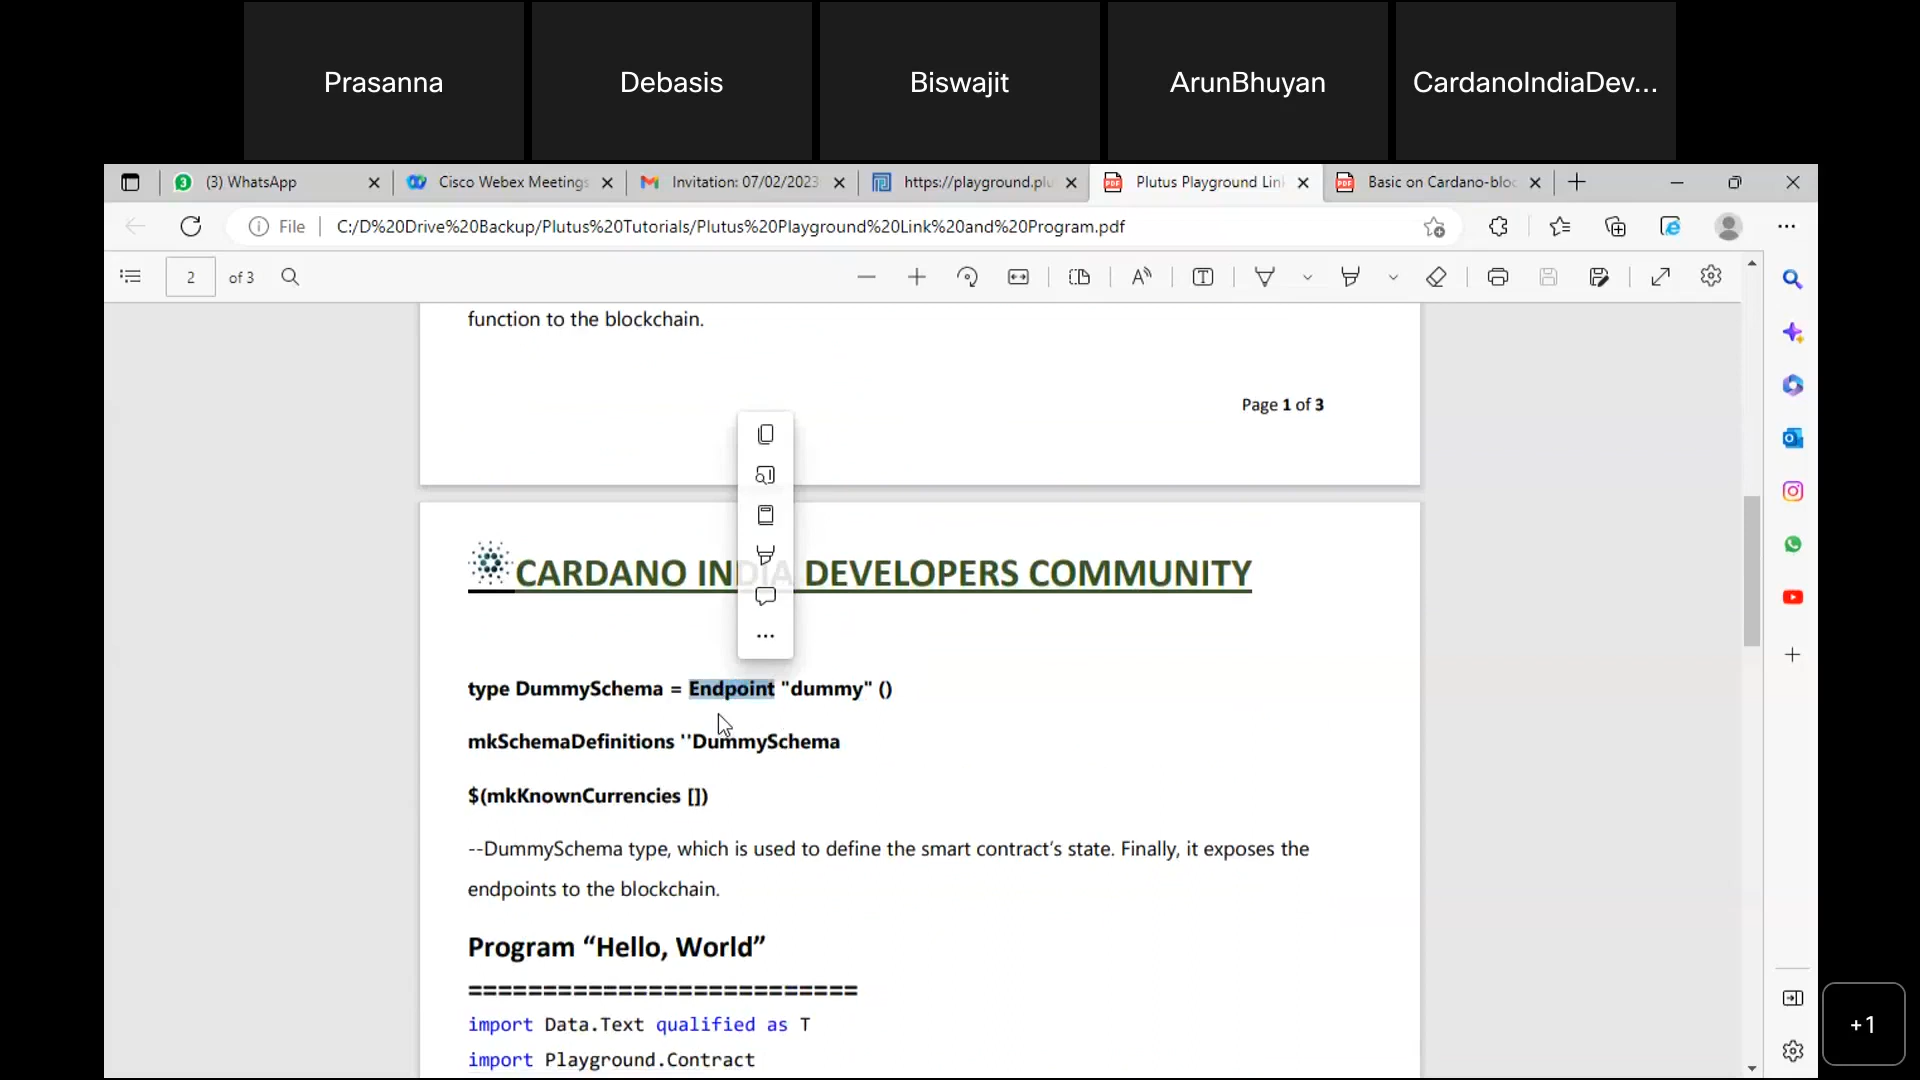 Prasanna
Debasis
Biswajit
ArunBhuyan
CardanoIndiaDev...
3 (3) WhatsApp
Cisco Webex Meetings
Invitation: 07/02/2023
https://playground.plu
Plutus Playground Lin
Basic on Cardano-bloc
File
C:/D%20Drive%20Backup/Plutus%20Tutorials/Plutus%20Playground%20Link%20and%20Program.pdf
2 of 3
function to the blockchain.
Page 1 of 3
CARDANO INDIA DEVELOPERS COMMUNITY
type DummySchema = Endpoint "dummy" ()
mkSchemaDefinitions ''DummySchema
$(mkKnownCurrencies [])
--DummySchema type, which is used to define the smart contract’s state. Finally, it exposes the
endpoints to the blockchain.
Program “Hello, World”
==========================
import Data.Text qualified as T
import Playground.Contract
+1